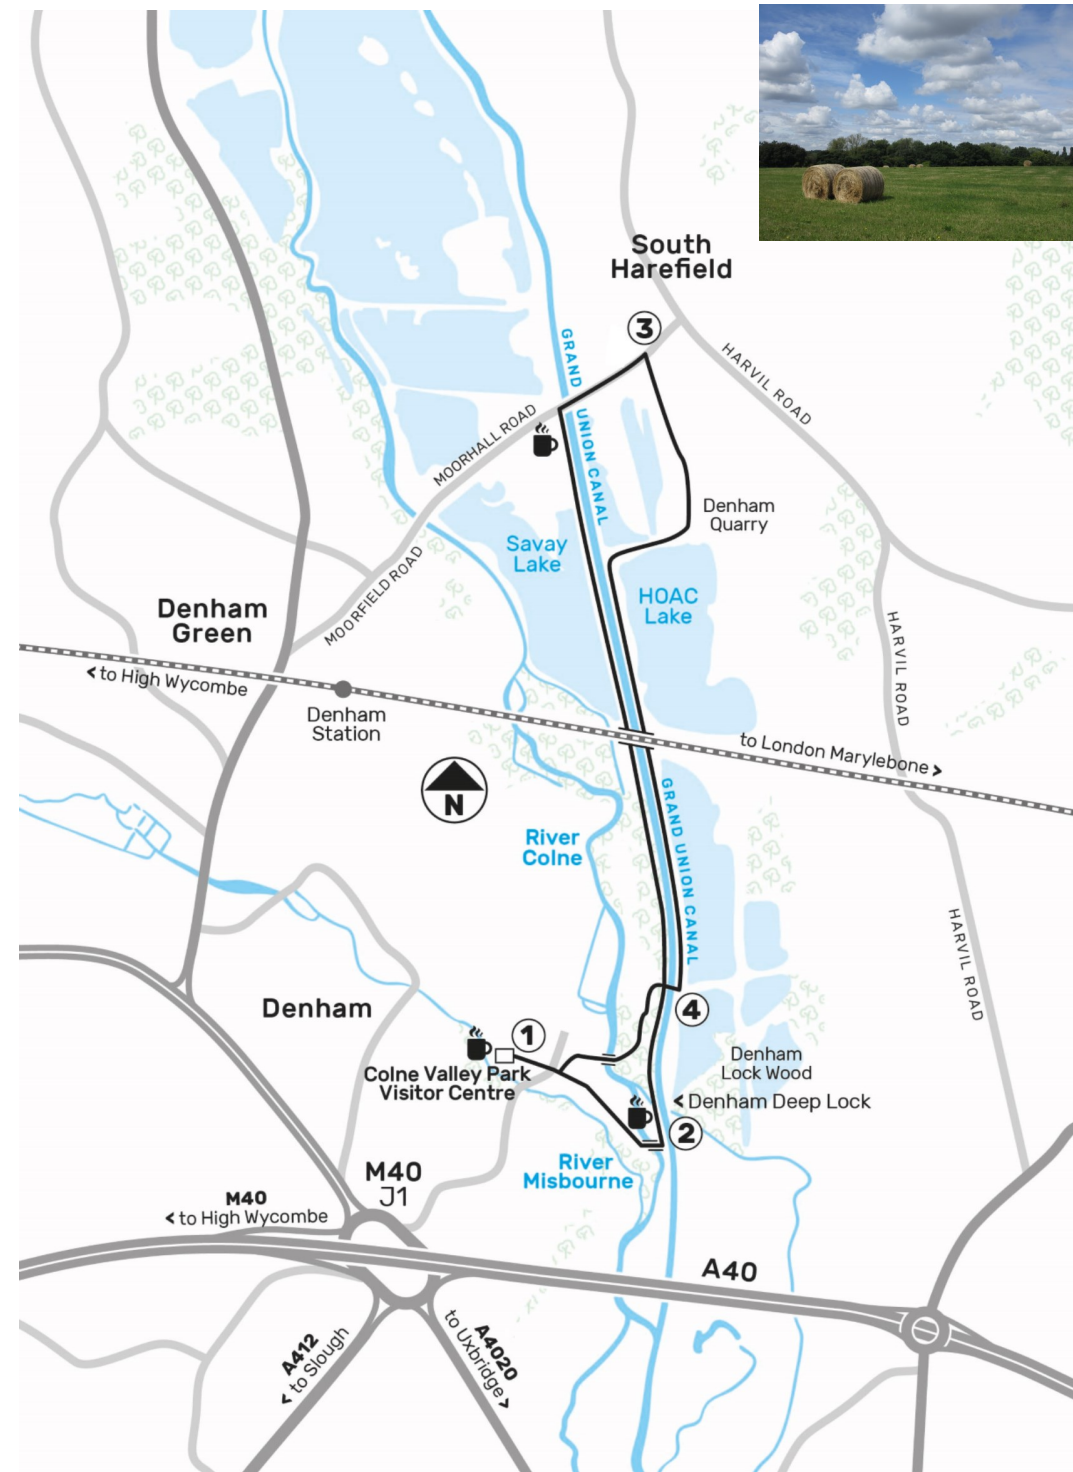 South
Harefield
3
GRAND UNION CANAL
HARVIL ROAD
MOORHALL ROAD
Denham
Quarry
Savay
Lake
HOAC
Lake
MOORFIELD ROAD
Denham
Green
HARVIL ROAD
< to High Wycombe
Denham
Station
to London Marylebone >
N
GRAND UNION CANAL
River
Colne
HARVIL ROAD
Denham
4
1
Colne Valley Park
Visitor Centre
Denham
Lock Wood
< Denham Deep Lock
2
River
Misbourne
M40
J1
M40
< to High Wycombe
A40
A412
< to Slough
A4020
to Uxbridge >